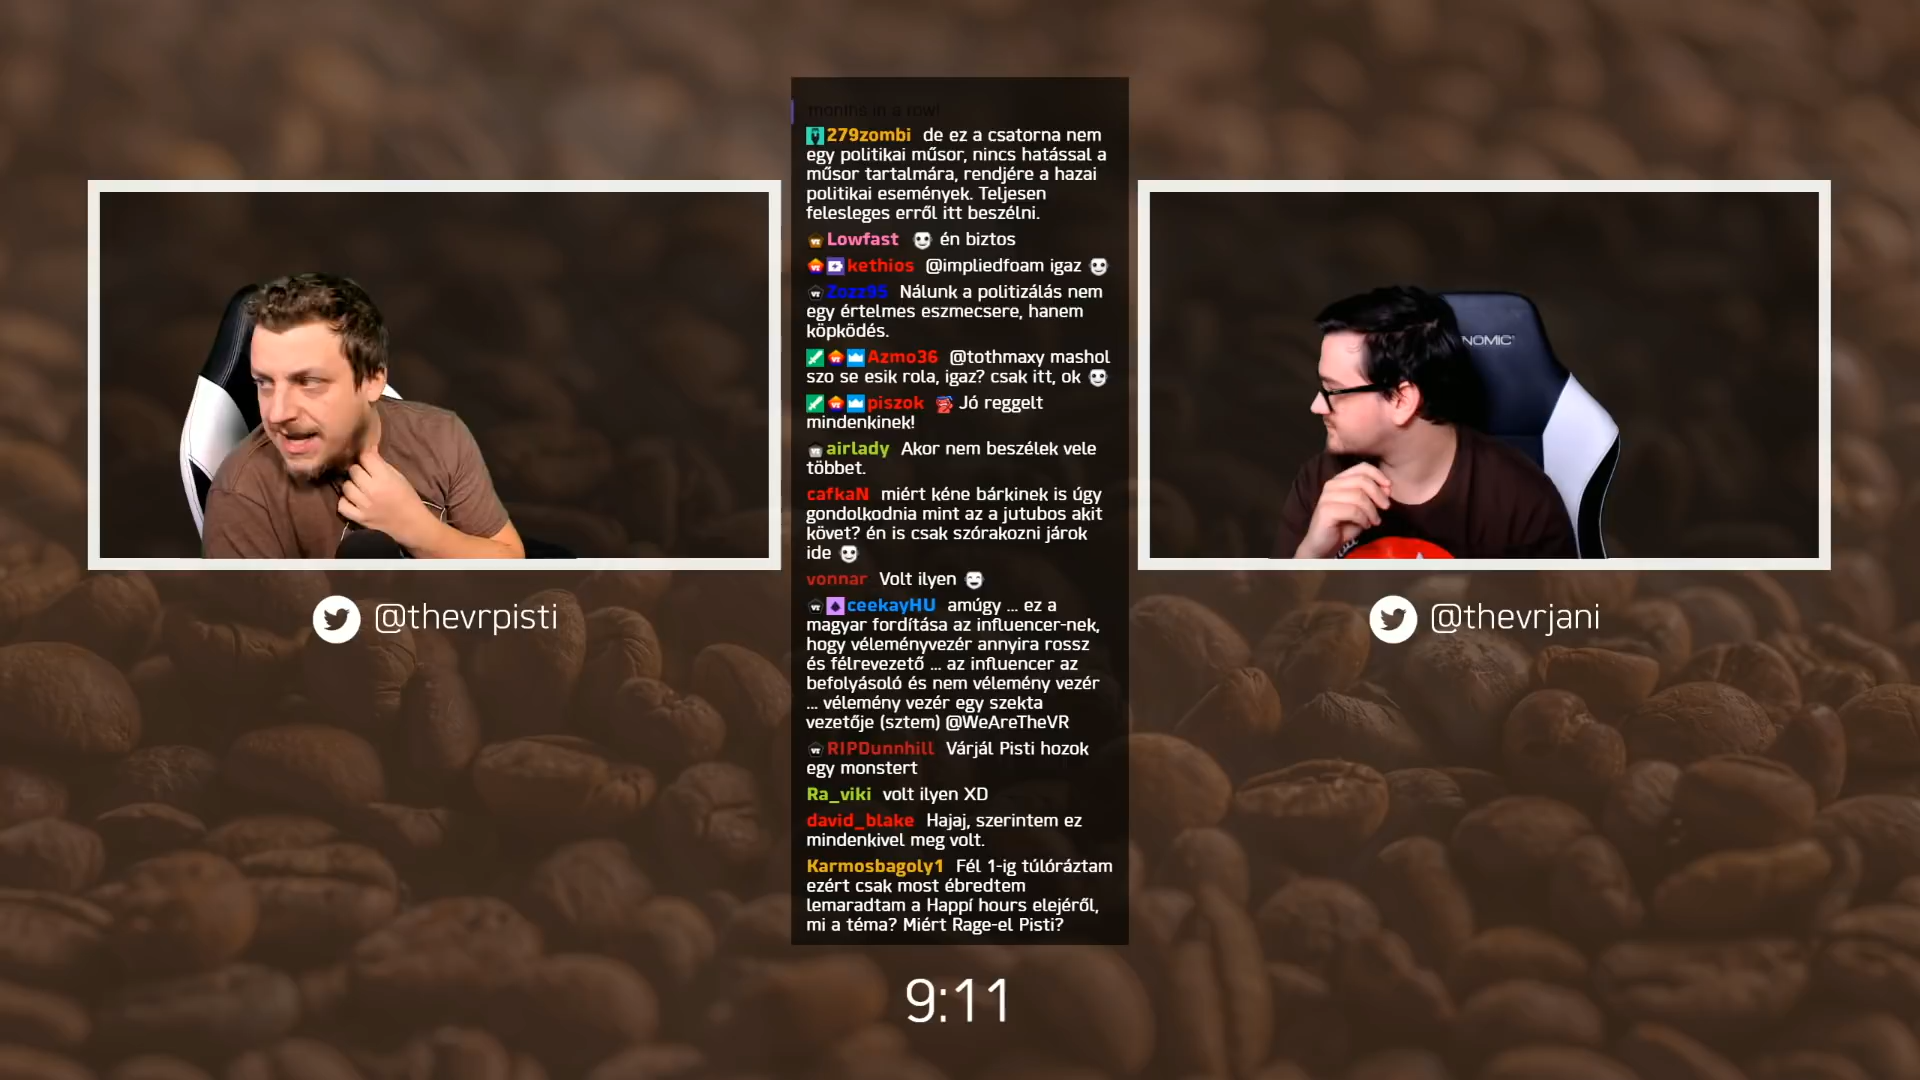 months in a row!
279zombi de ez a csatorna nem
egy politikai műsor, nincs hatással a
műsor tartalmára, rendjére a hazai
politikai események. Teljesen
felesleges erről itt beszélni.
Lowfast én biztos
kethios @impliedfoam igaz
Zozz95 Nálunk a politizálás nem
egy értelmes eszmecsere, hanem
köpködés.
Azmo36 @tothmaxy mashol
szo se esik rola, igaz? csak itt, ok
piszok Jó reggelt
mindenkinek!
airlady Akor nem beszélek vele
többet.
cafkaN miért kéne bárkinek is úgy
gondolkodnia mint az a jutubos akit
követ? én is csak szórakozni járok
ide
vonnar Volt ilyen
ceekayHU amúgy ... ez a
magyar fordítása az influencer-nek,
hogy véleményvezér annyira rossz
és félrevezető ... az influencer az
befolyásoló és nem vélemény vezér
... vélemény vezér egy szekta
vezetője (sztem) @WeAreTheVR
RIPDunnhill Várjál Pisti hozok
egy monstert
Ra_viki volt ilyen XD
david_blake Hajaj, szerintem ez
mindenkivel meg volt.
Karmosbagoly1 Fél 1-ig túlóráztam
ezért csak most ébredtem
lemaradtam a Happí hours elejéről,
mi a téma? Miért Rage-el Pisti?
NOMIC
@thevrpisti
@thevrjani
9:11